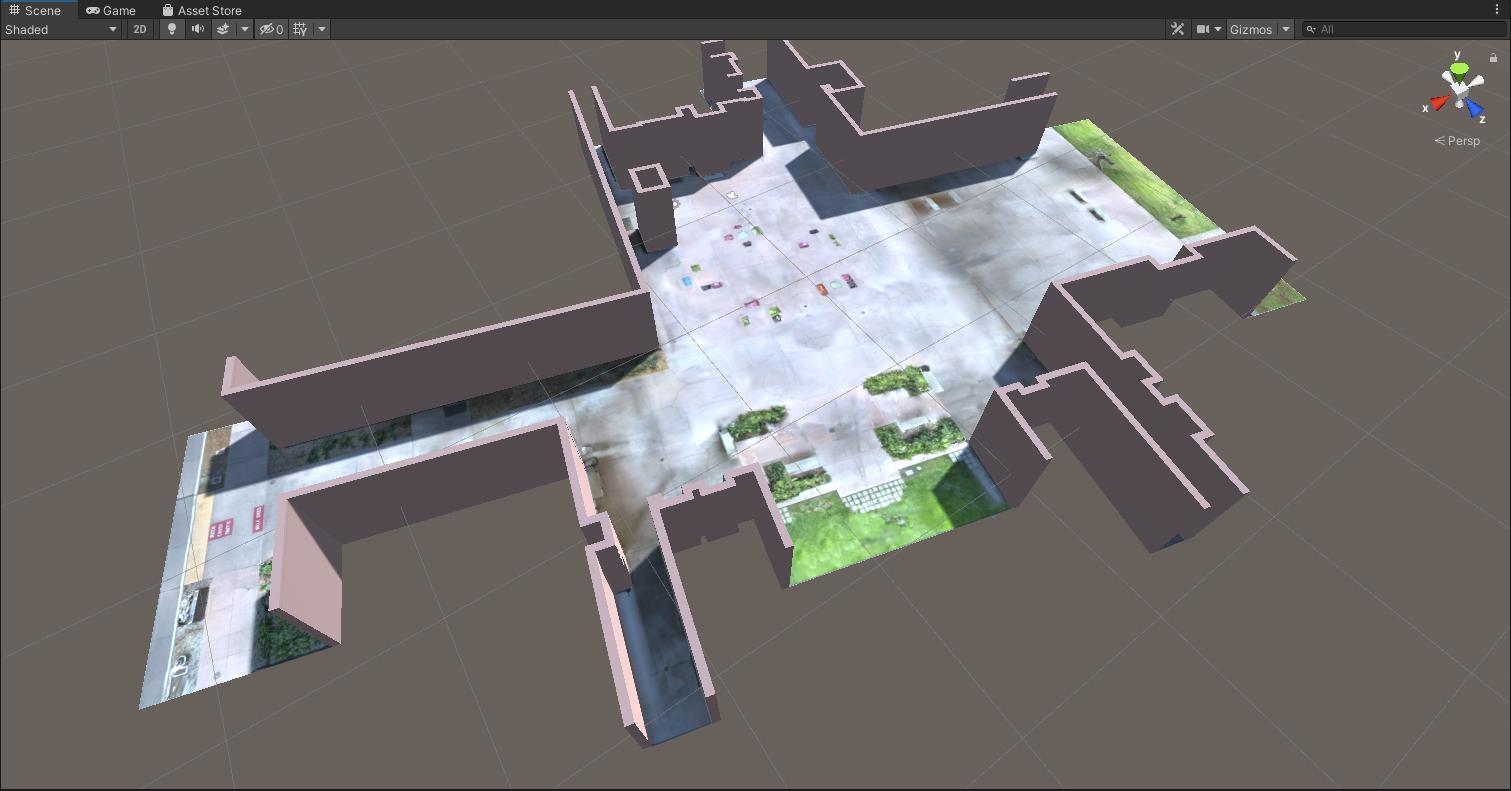 Scene Game Asset Store
Shaded 2D 0 Gizmos All
y
x
z
Persp